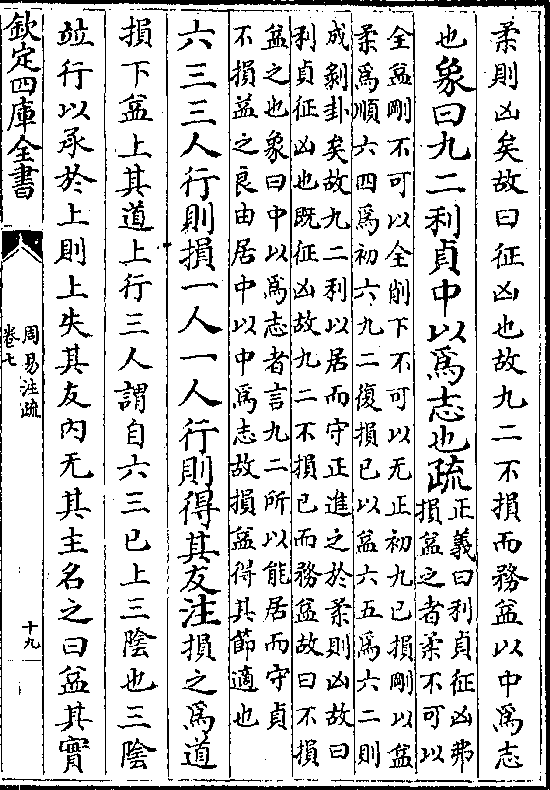 柔則凶矣故曰征凶也故九二不損而務益以中爲志
也象曰九二利貞中以爲志也疏
正義曰利貞征凶弗
損益之者柔不可以
全益剛不可以全削下不可以无正初九已損剛以益
柔爲順六四爲初六九二復損已以益六五爲六二則
成剝卦矣故九二利以居而守正進之於柔則凶故曰
利貞征凶也既征凶故九二不損已而務益故曰不損
益之也象曰中以爲志者言九二所以能居而守貞
不損益之良由居中以中爲志故損益得其節適也
六三三人行則損一人一人行則得其友注損之爲道
損下益上其道上行三人謂自六三已上三陰也三陰
竝行以承於上則上失其友内无其主名之曰益其實
欽定四庫全書
周易注疏
卷七
十九